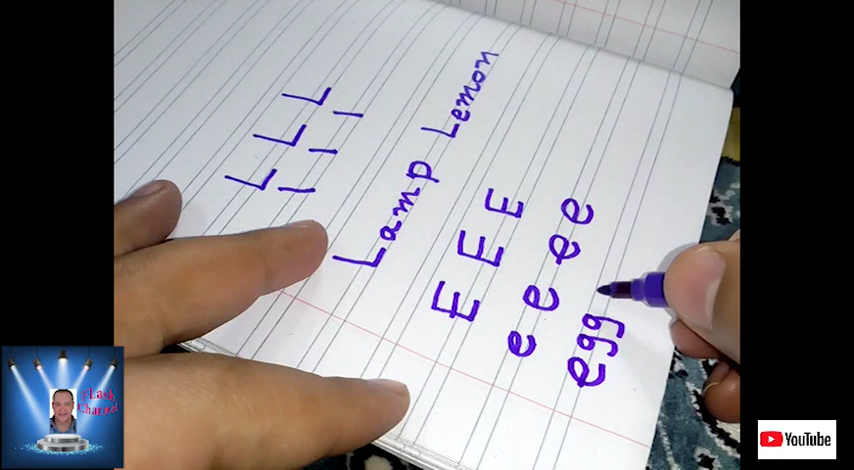 L L L
l l l
Lamp Lemon
E E E
e e e e
egg
Flash
Channel
YouTube